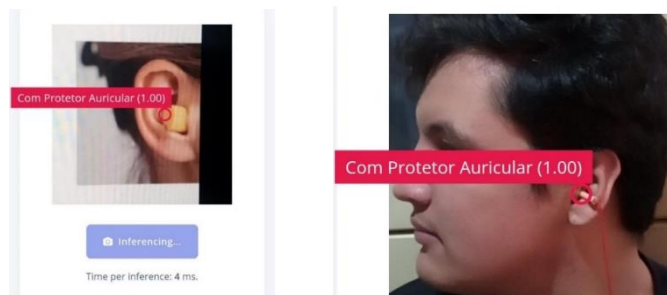 Com Protetor Auricular (1.00)
Inferencing...
Time per inference: 4 ms.
Com Protetor Auricular (1.00)